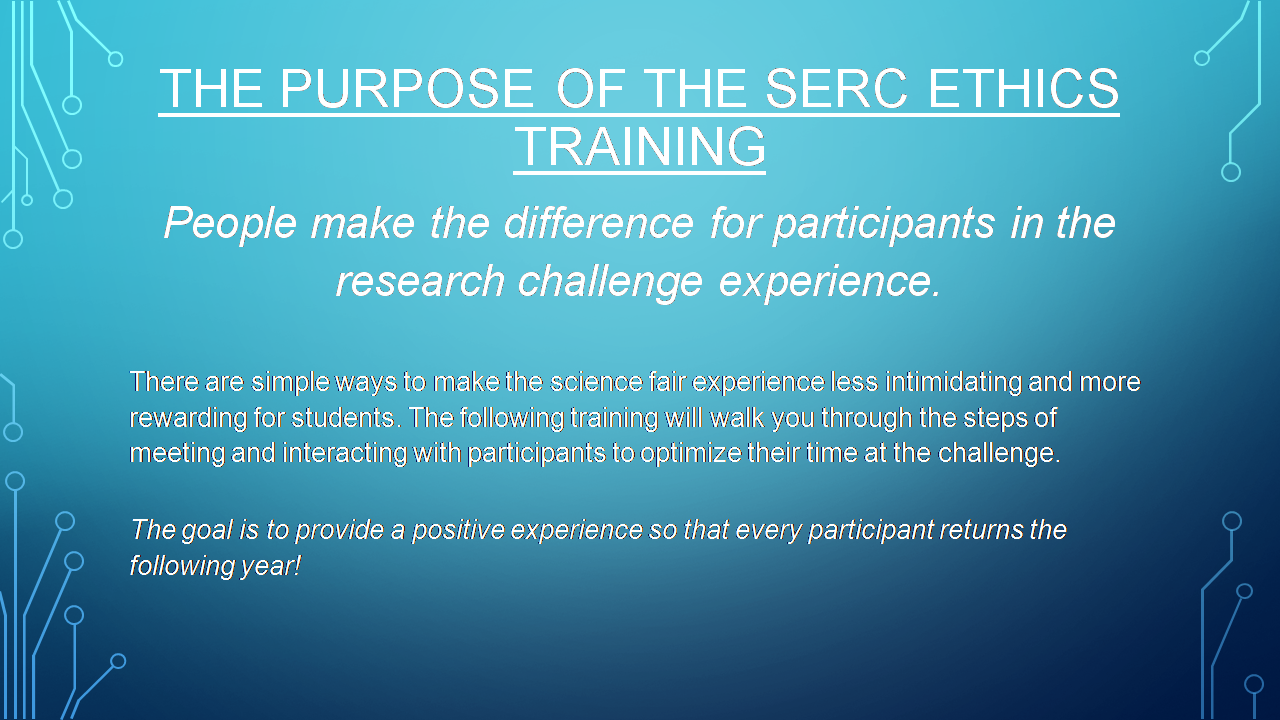 THE PURPOSE OF THE SERC ETHICS
TRAINING
People make the difference for participants in the
research challenge experience.
There are simple ways to make the science fair experience less intimidating and more
rewarding for students. The following training will walk you through the steps of
meeting and interacting with participants to optimize their time at the challenge.
The goal is to provide a positive experience so that every participant returns the
following year!